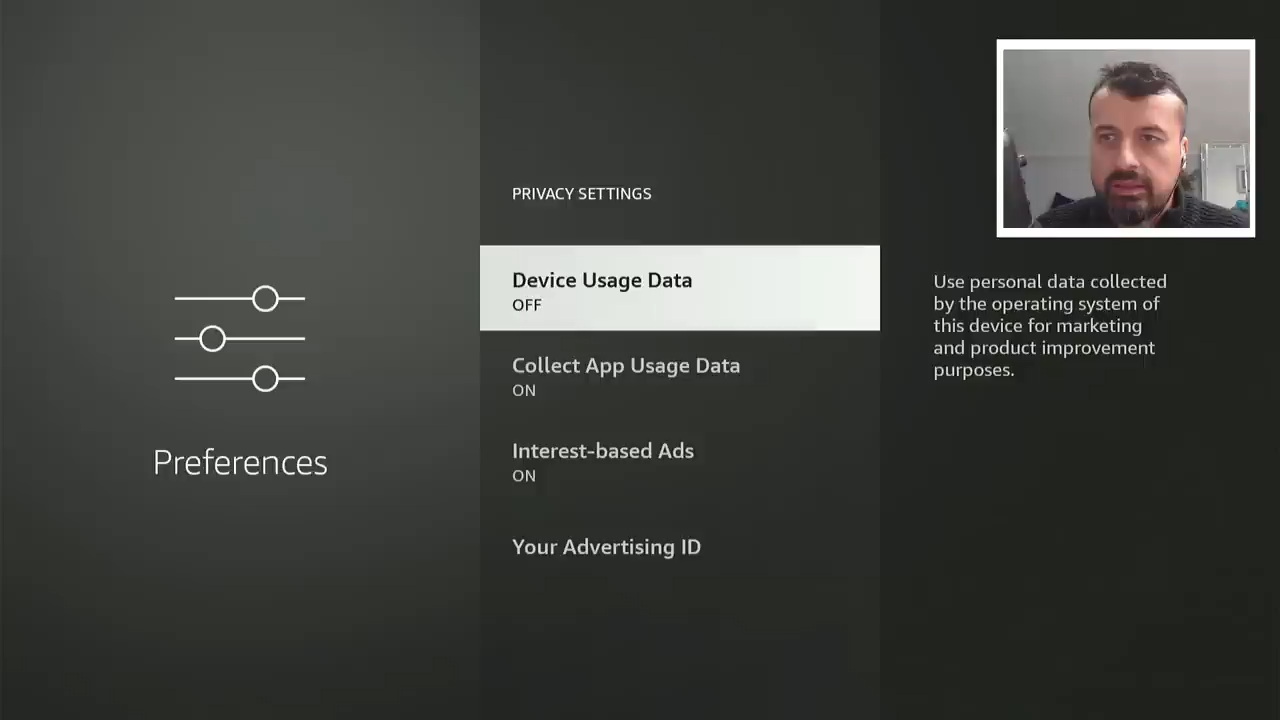 PRIVACY SETTINGS
Device Usage Data
OFF
Use personal data collected
by the operating system of
this device for marketing
and product improvement
purposes.
Collect App Usage Data
ON
Interest-based Ads
ON
Preferences
Your Advertising ID